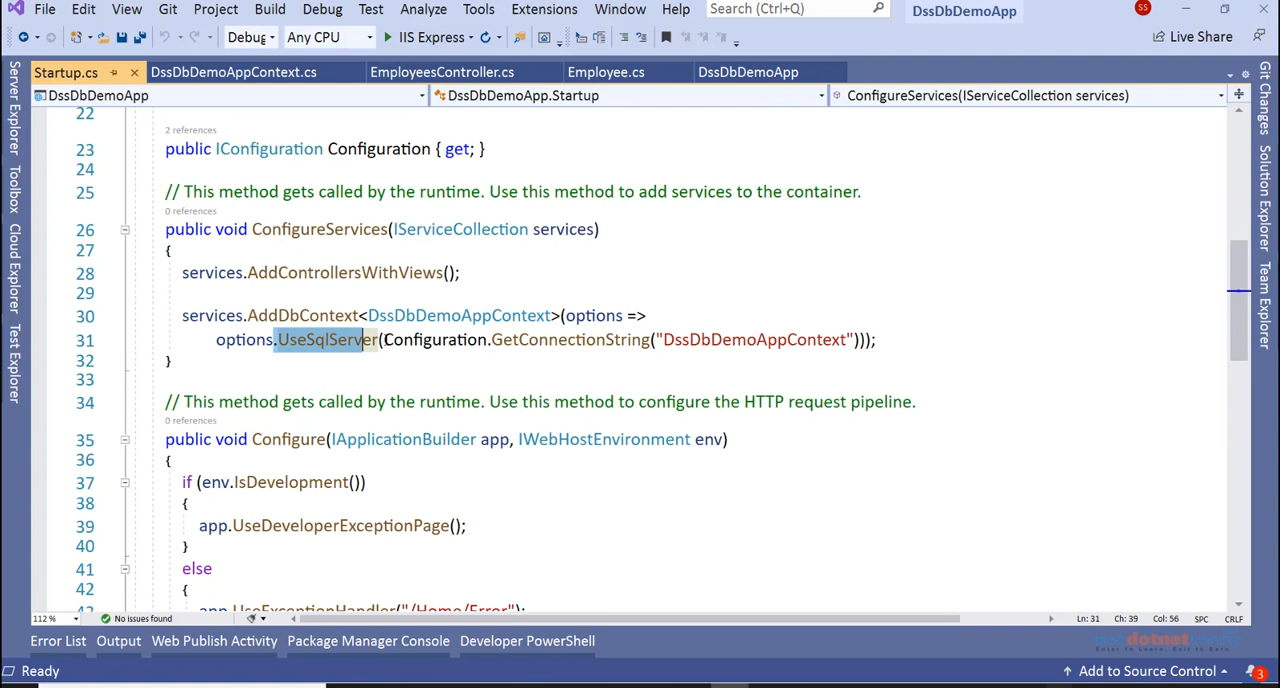 File Edit View Git Project Build Debug Test Analyze Tools Extensions Window Help Search (Ctrl+Q) DssDbDemoApp SS
Debug Any CPU IIS Express Live Share
Startup.cs DssDbDemoAppContext.cs EmployeesController.cs Employee.cs DssDbDemoApp
DssDbDemoApp DssDbDemoApp.Startup ConfigureServices(IServiceCollection services)
Server Explorer
Toolbox
Cloud Explorer
Test Explorer
22
2 references
23 public IConfiguration Configuration { get; }
24
25 // This method gets called by the runtime. Use this method to add services to the container.
0 references
26 public void ConfigureServices(IServiceCollection services)
27 {
28 services.AddControllersWithViews();
29
30 services.AddDbContext<DssDbDemoAppContext>(options =>
31 options.UseSqlServer(Configuration.GetConnectionString("DssDbDemoAppContext")));
32 }
33
34 // This method gets called by the runtime. Use this method to configure the HTTP request pipeline.
0 references
35 public void Configure(IApplicationBuilder app, IWebHostEnvironment env)
36 {
37 if (env.IsDevelopment())
38 {
39 app.UseDeveloperExceptionPage();
40 }
41 else
42 {
43 app.UseExceptionHandler("/Home/Error");
Git Changes
Solution Explorer
Team Explorer
112 % No issues found Ln: 31 Ch: 39 Col: 56 SPC CRLF
Error List Output Web Publish Activity Package Manager Console Developer PowerShell
Ready Add to Source Control 3